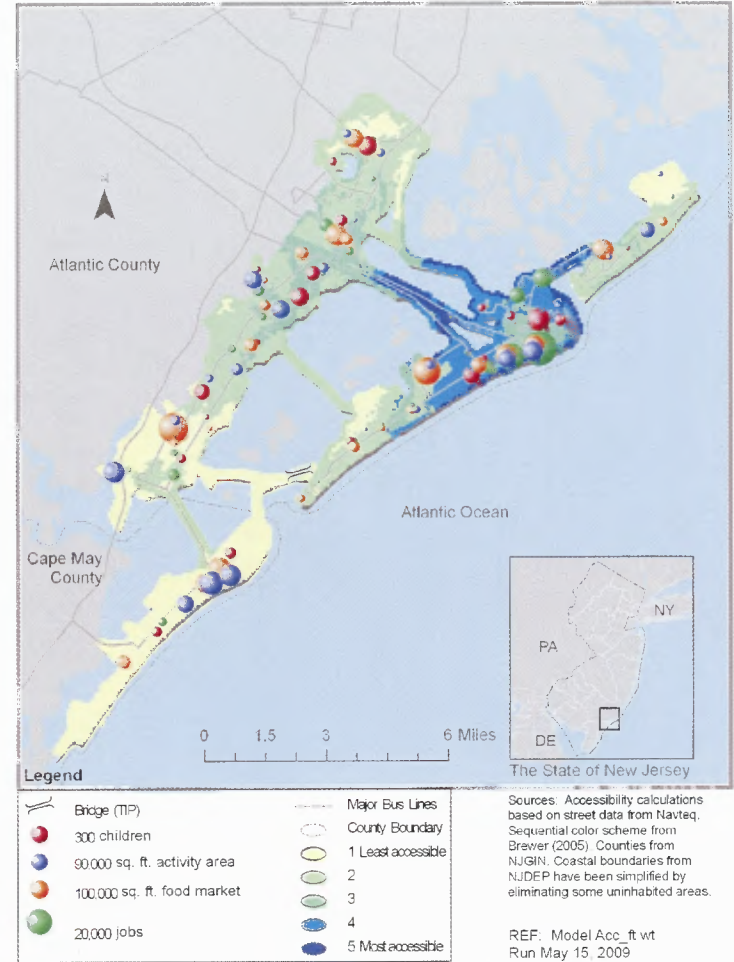 Atlantic County
Atlantic Ocean
Cape May
County
NY
PA
DE
0 1.5 3 6 Miles
The State of New Jersey
Legend
Bridge (TIP)
300 children
90,000 sq. ft. activity area
100,000 sq. ft. food market
20,000 jobs
Major Bus Lines
County Boundary
1 Least accessible
2
3
4
5 Most accessible
Sources: Accessibility calculations
based on street data from Navteq.
Sequential color scheme from
Brewer (2005). Counties from
NJGIN. Coastal boundaries from
NJDEP have been simplified by
eliminating some uninhabited areas.
REF: Model Acc_ft wt
Run May 15, 2009